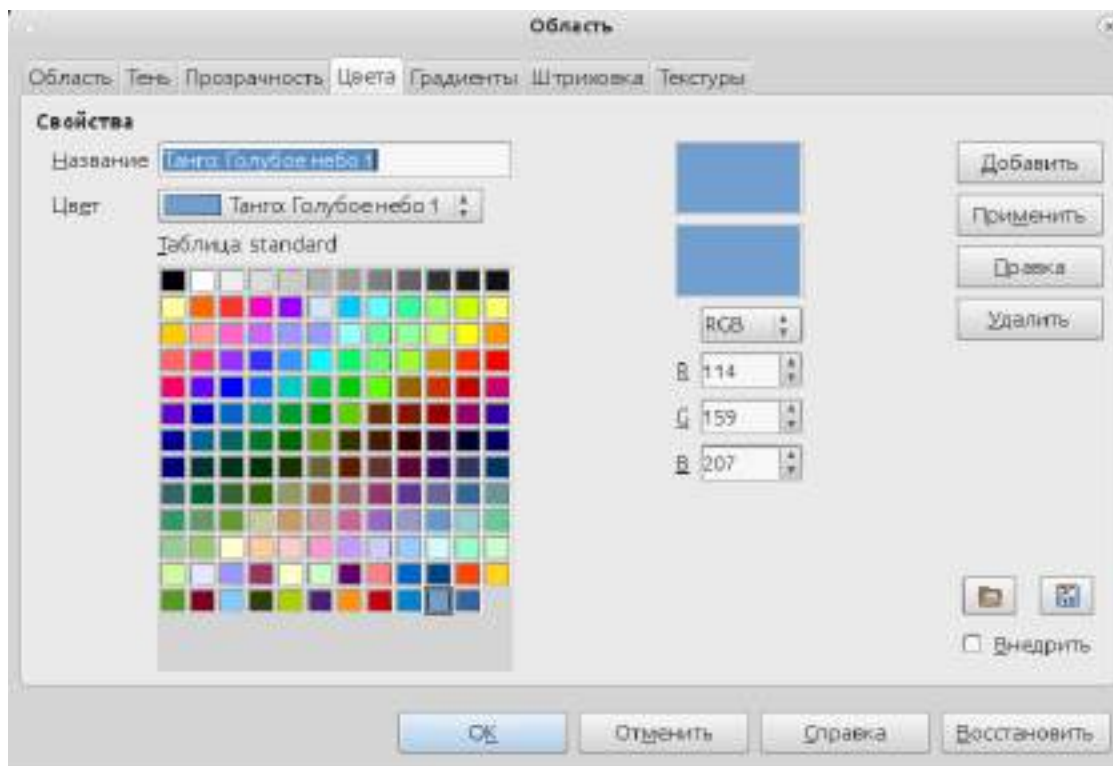 Область
Область Тень Прозрачность Цвета Градиенты Штриховка Текстуры
Свойства
Название Танго: Голубое небо 1 Добавить
Цвет Танго: Голубое небо 1 Применить
Таблица: standard
Правка
RGB Удалить
R 114
G 159
B 207
Внедрить
OK Отменить Справка Восстановить